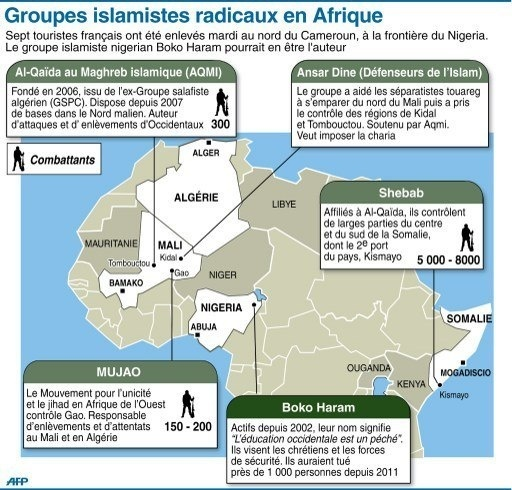 Groupes islamistes radicaux en Afrique
Sept touristes français ont été enlevés mardi au nord du Cameroun, à la frontière du Nigeria.
Le groupe islamiste nigerian Boko Haram pourrait en être l'auteur
Al-Qaïda au Maghreb islamique (AQMI)
Fondé en 2006, issu de l'ex-Groupe salafiste
algérien (GSPC). Dispose depuis 2007
de bases dans le Nord malien. Auteur
d'attaques et d' enlèvements d'Occidentaux
300
Ansar Dine (Défenseurs de l'Islam)
Le groupe a aidé les séparatistes touareg
à s'emparer du nord du Mali puis a pris
le contrôle des régions de Kidal
et Tombouctou. Soutenu par Aqmi.
Veut imposer la charia
Combattants
ALGER
ALGÉRIE
LIBYE
Shebab
Affiliés à Al-Qaïda, ils contrôlent
de larges parties du centre
et du sud de la Somalie,
dont le 2e port
du pays, Kismayo
5 000 - 8000
MAURITANIE
MALI
Kidal
Tombouctou
Gao
NIGER
BAMAKO
NIGERIA
ABUJA
SOMALIE
MOGADISCIO
OUGANDA
KENYA
Kismayo
MUJAO
Le Mouvement pour l'unicité
et le jihad en Afrique de l'Ouest
contrôle Gao. Responsable
d'enlèvements et d'attentats
au Mali et en Algérie
150 - 200
Boko Haram
Actifs depuis 2002, leur nom signifie
"L'éducation occidentale est un péché".
Ils visent les chrétiens et les forces
de sécurité. Ils auraient tué
près de 1 000 personnes depuis 2011
AFP